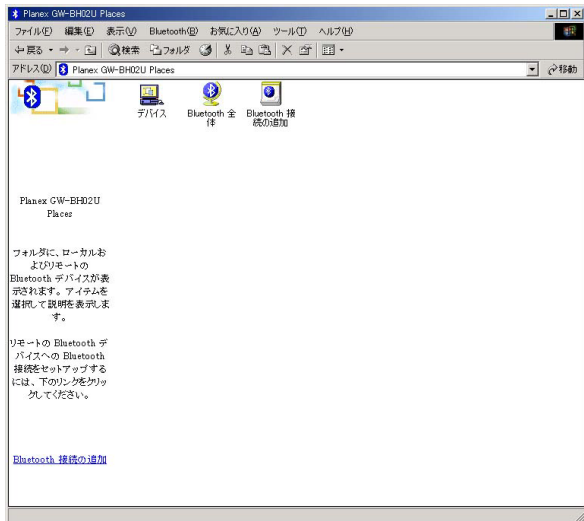 Planex GW-BH02U Places
ファイル(F) 編集(E) 表示(V) Bluetooth(B) お気に入り(A) ツール(T) ヘルプ(H)
戻る 検索 フォルダ
アドレス(D) Planex GW-BH02U Places 移動
デバイス
Bluetooth 全
体
Bluetooth 接
続の追加
Planex GW-BH02U
Places
フォルダに、ローカルお
よびリモートの
Bluetooth デバイスが表
示されます。アイテムを
選択して説明を表示しま
す。
リモートの Bluetooth デ
バイスへの Bluetooth
接続をセットアップする
には、下のリンクをクリッ
クしてください。
Bluetooth 接続の追加